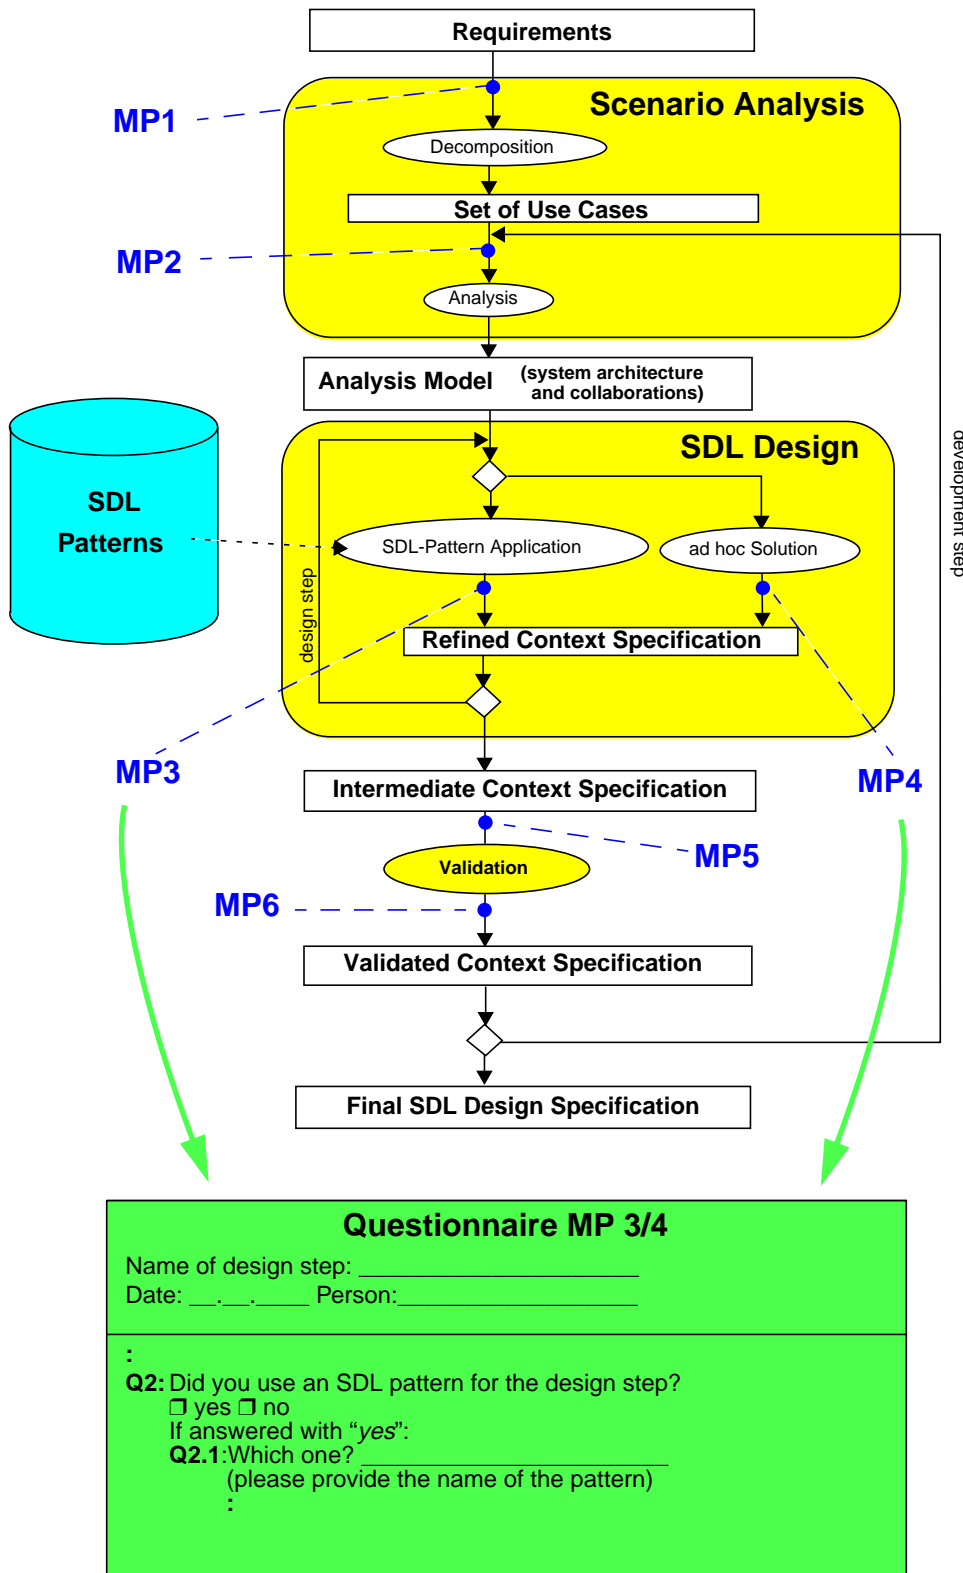 Requirements
Scenario Analysis
MP1
Decomposition
Set of Use Cases
MP2
Analysis
Analysis Model
(system architecture
and collaborations)
development step
SDL Design
SDL
Patterns
SDL-Pattern Application
ad hoc Solution
design step
Refined Context Specification
MP3
MP4
Intermediate Context Specification
MP5
Validation
MP6
Validated Context Specification
Final SDL Design Specification
Questionnaire MP 3/4
Name of design step: _____________________
Date: __.__.____ Person:__________________
:
Q2: Did you use an SDL pattern for the design step?
❐ yes ❐ no
If answered with “yes”:
Q2.1:Which one? _________________________
(please provide the name of the pattern)
: